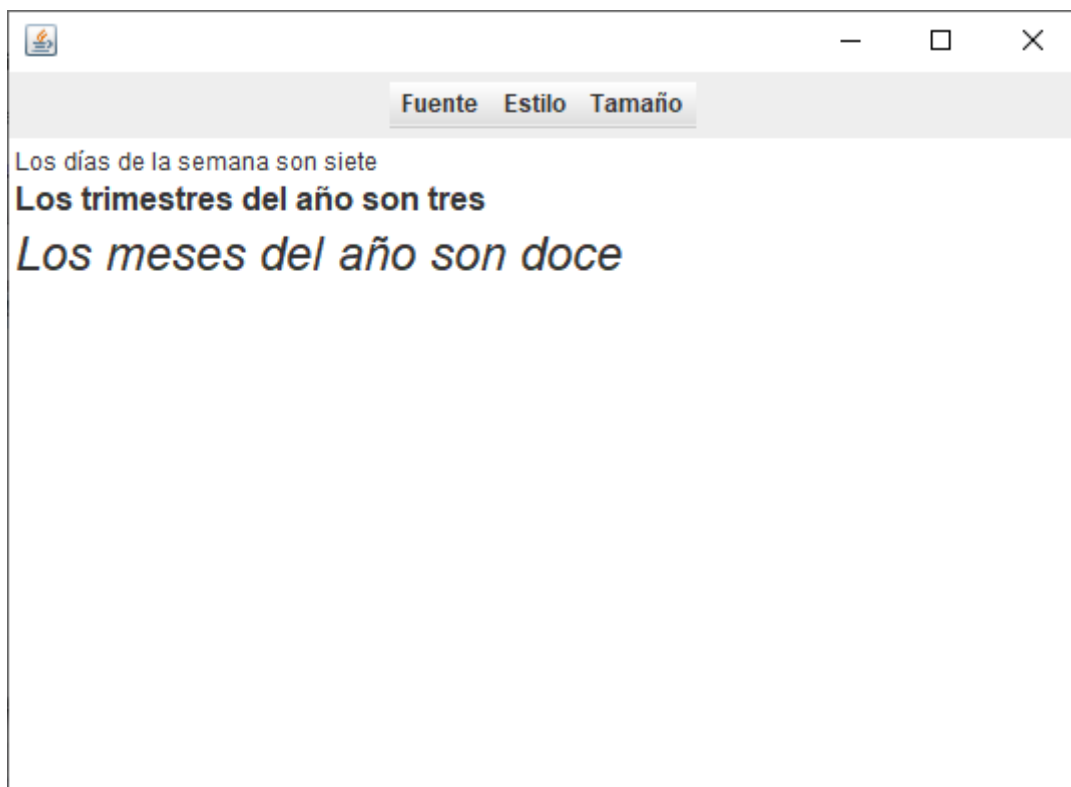 Fuente Estilo Tamaño
Los días de la semana son siete
Los trimestres del año son tres
Los meses del año son doce